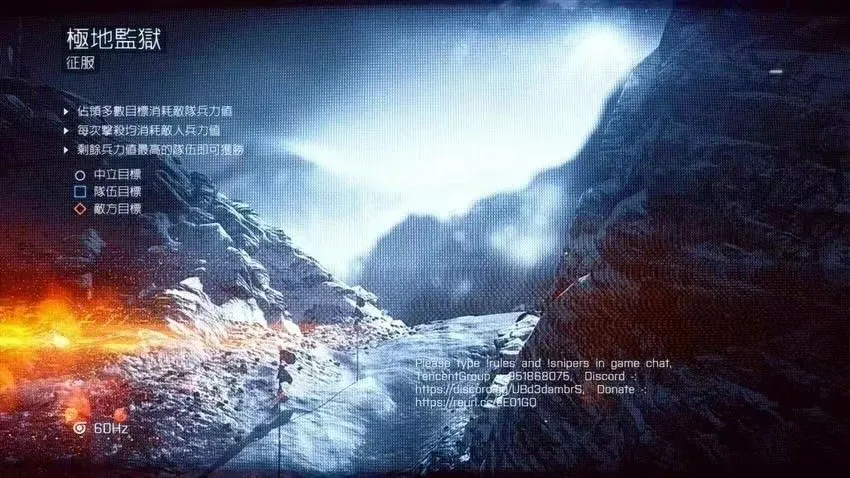 極地監獄
征服
佔領多數目標消耗敵隊兵力值
每次擊殺均消耗敵人兵力值
剩餘兵力值最高的隊伍即可獲勝
中立目標
隊伍目標
敵方目標
Please type !rules and !snipers in game chat,
TencentGroup : 951868075, Discord :
Donate :
60Hz